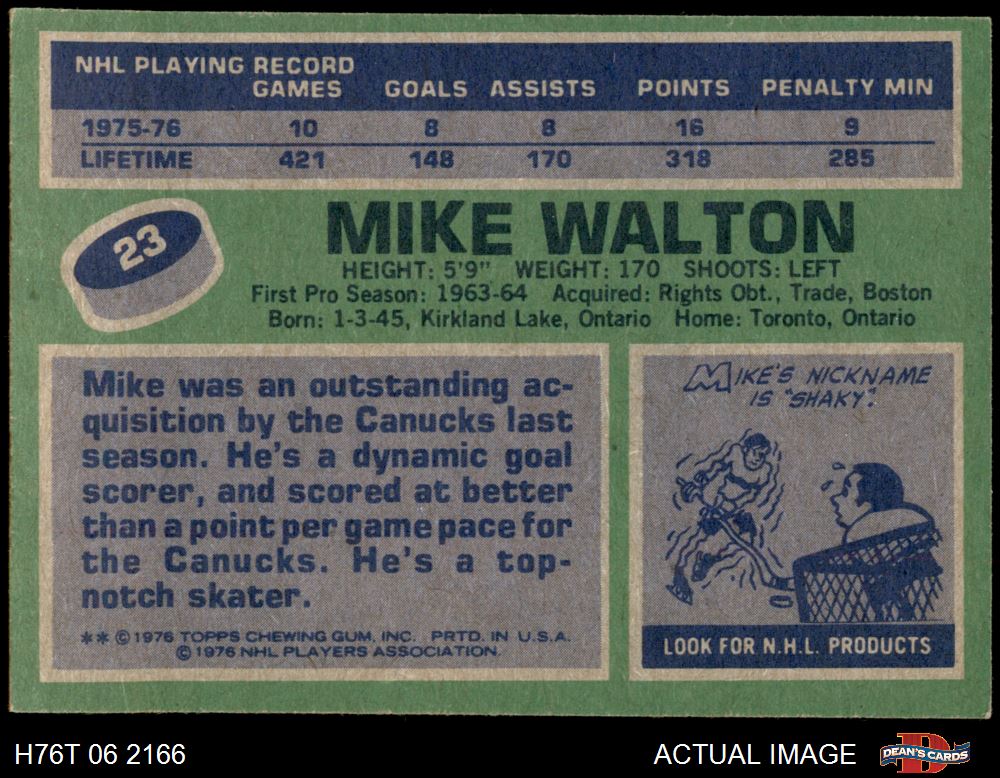 NHL PLAYING RECORD
GAMES GOALS ASSISTS POINTS PENALTY MIN
1975-76 10 8 8 16 9
LIFETIME 421 148 170 318 285
23
MIKE WALTON
HEIGHT: 5'9" WEIGHT: 170 SHOOTS: LEFT
First Pro Season: 1963-64 Acquired: Rights Obt., Trade, Boston
Born: 1-3-45, Kirkland Lake, Ontario Home: Toronto, Ontario
Mike was an outstanding ac-
quisition by the Canucks last
season. He's a dynamic goal
scorer, and scored at better
than a point per game pace for
the Canucks. He's a top-
notch skater.
** © 1976 TOPPS CHEWING GUM, INC. PRTD. IN U.S.A.
© 1976 NHL PLAYERS ASSOCIATION.
MIKE'S NICKNAME
IS "SHAKY".
LOOK FOR N.H.L. PRODUCTS
H76T 06 2166 ACTUAL IMAGE D DEAN'S CARDS